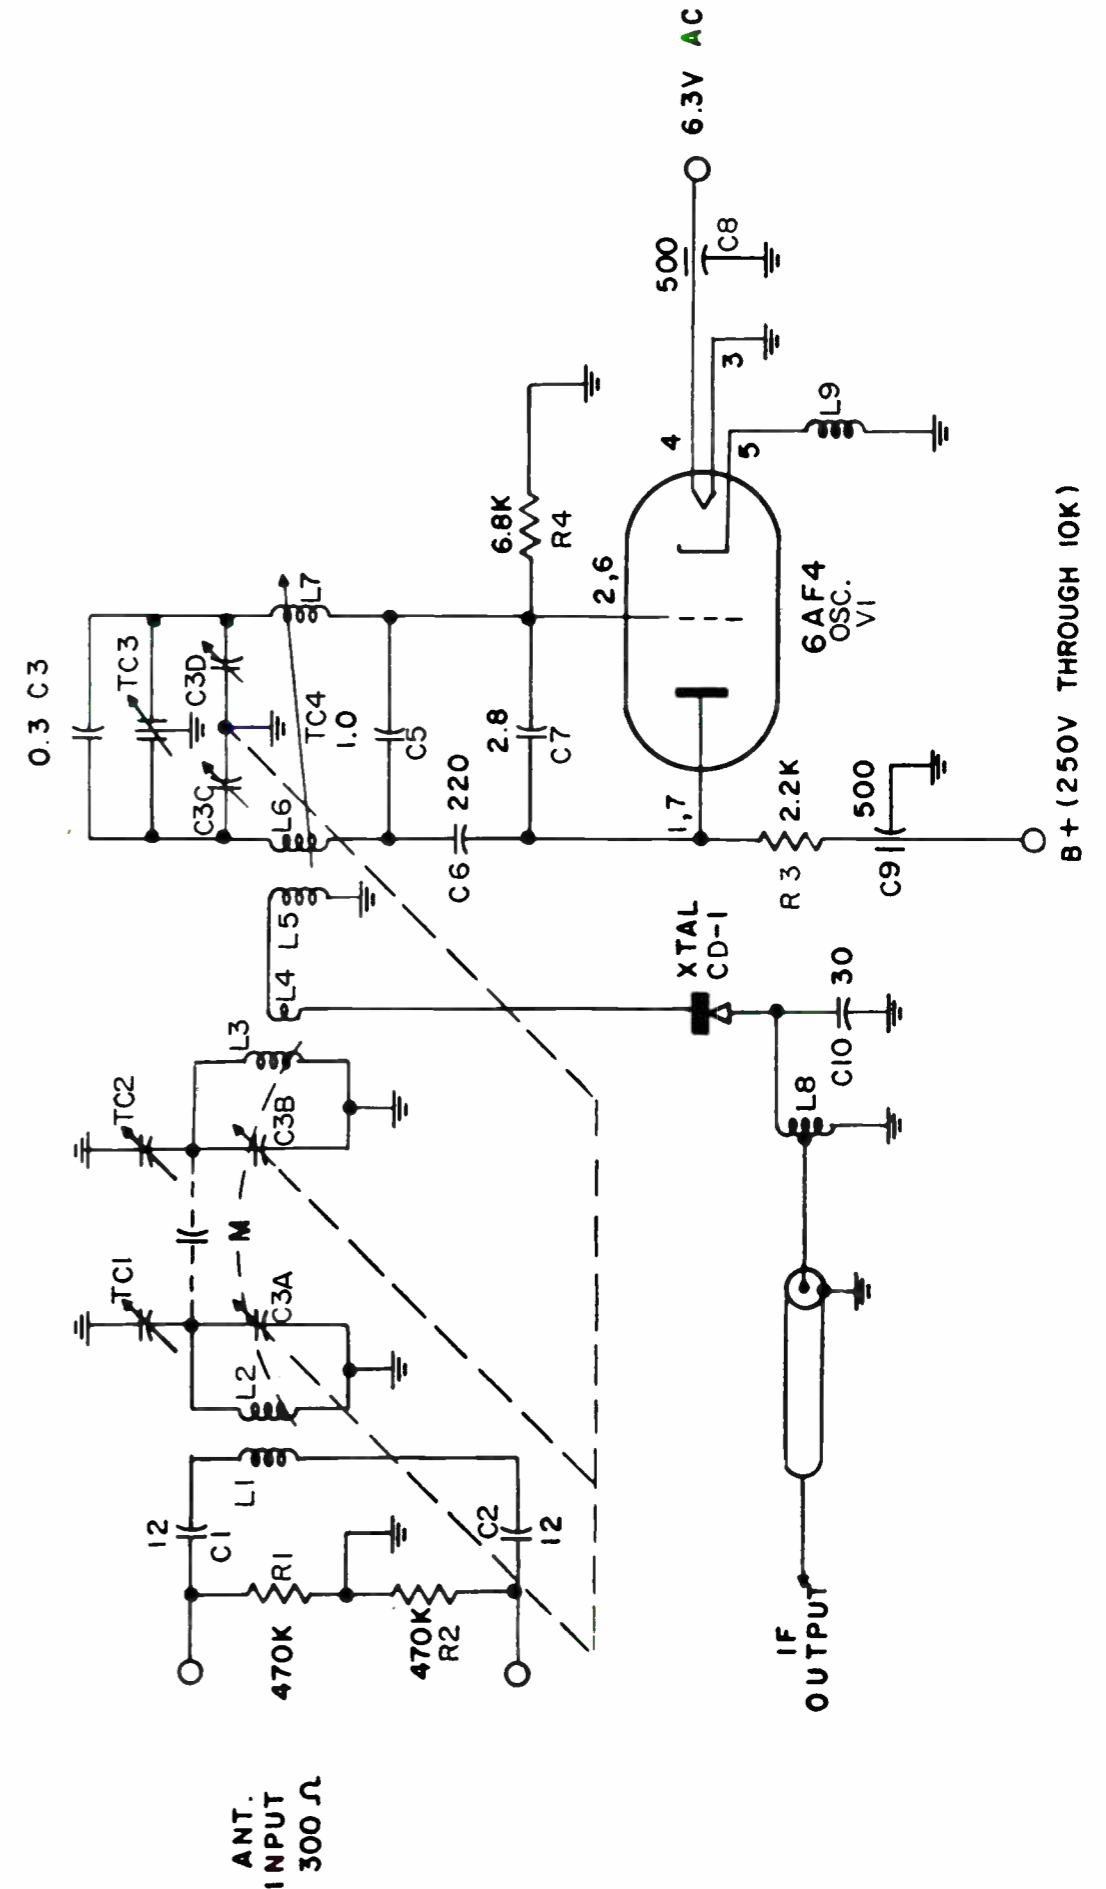 ANT.
INPUT
300 Ω
470K
R1
470K
R2
12
C1
C2
12
L1
L2
TC1
C3A
M
TC2
C3B
L3
L4
L5
0.3 C3
TC3
C3C
C3D
L6
L7
TC4
1.0
C5
C6
220
2.8
C7
6.8K
R4
1,7
2,6
4
3
5
6AF4
OSC.
V1
500
C8
6.3V AC
L9
R3
2.2K
C9
500
B+ (250V THROUGH 10K)
XTAL
CD-1
C10
30
L8
IF
OUTPUT